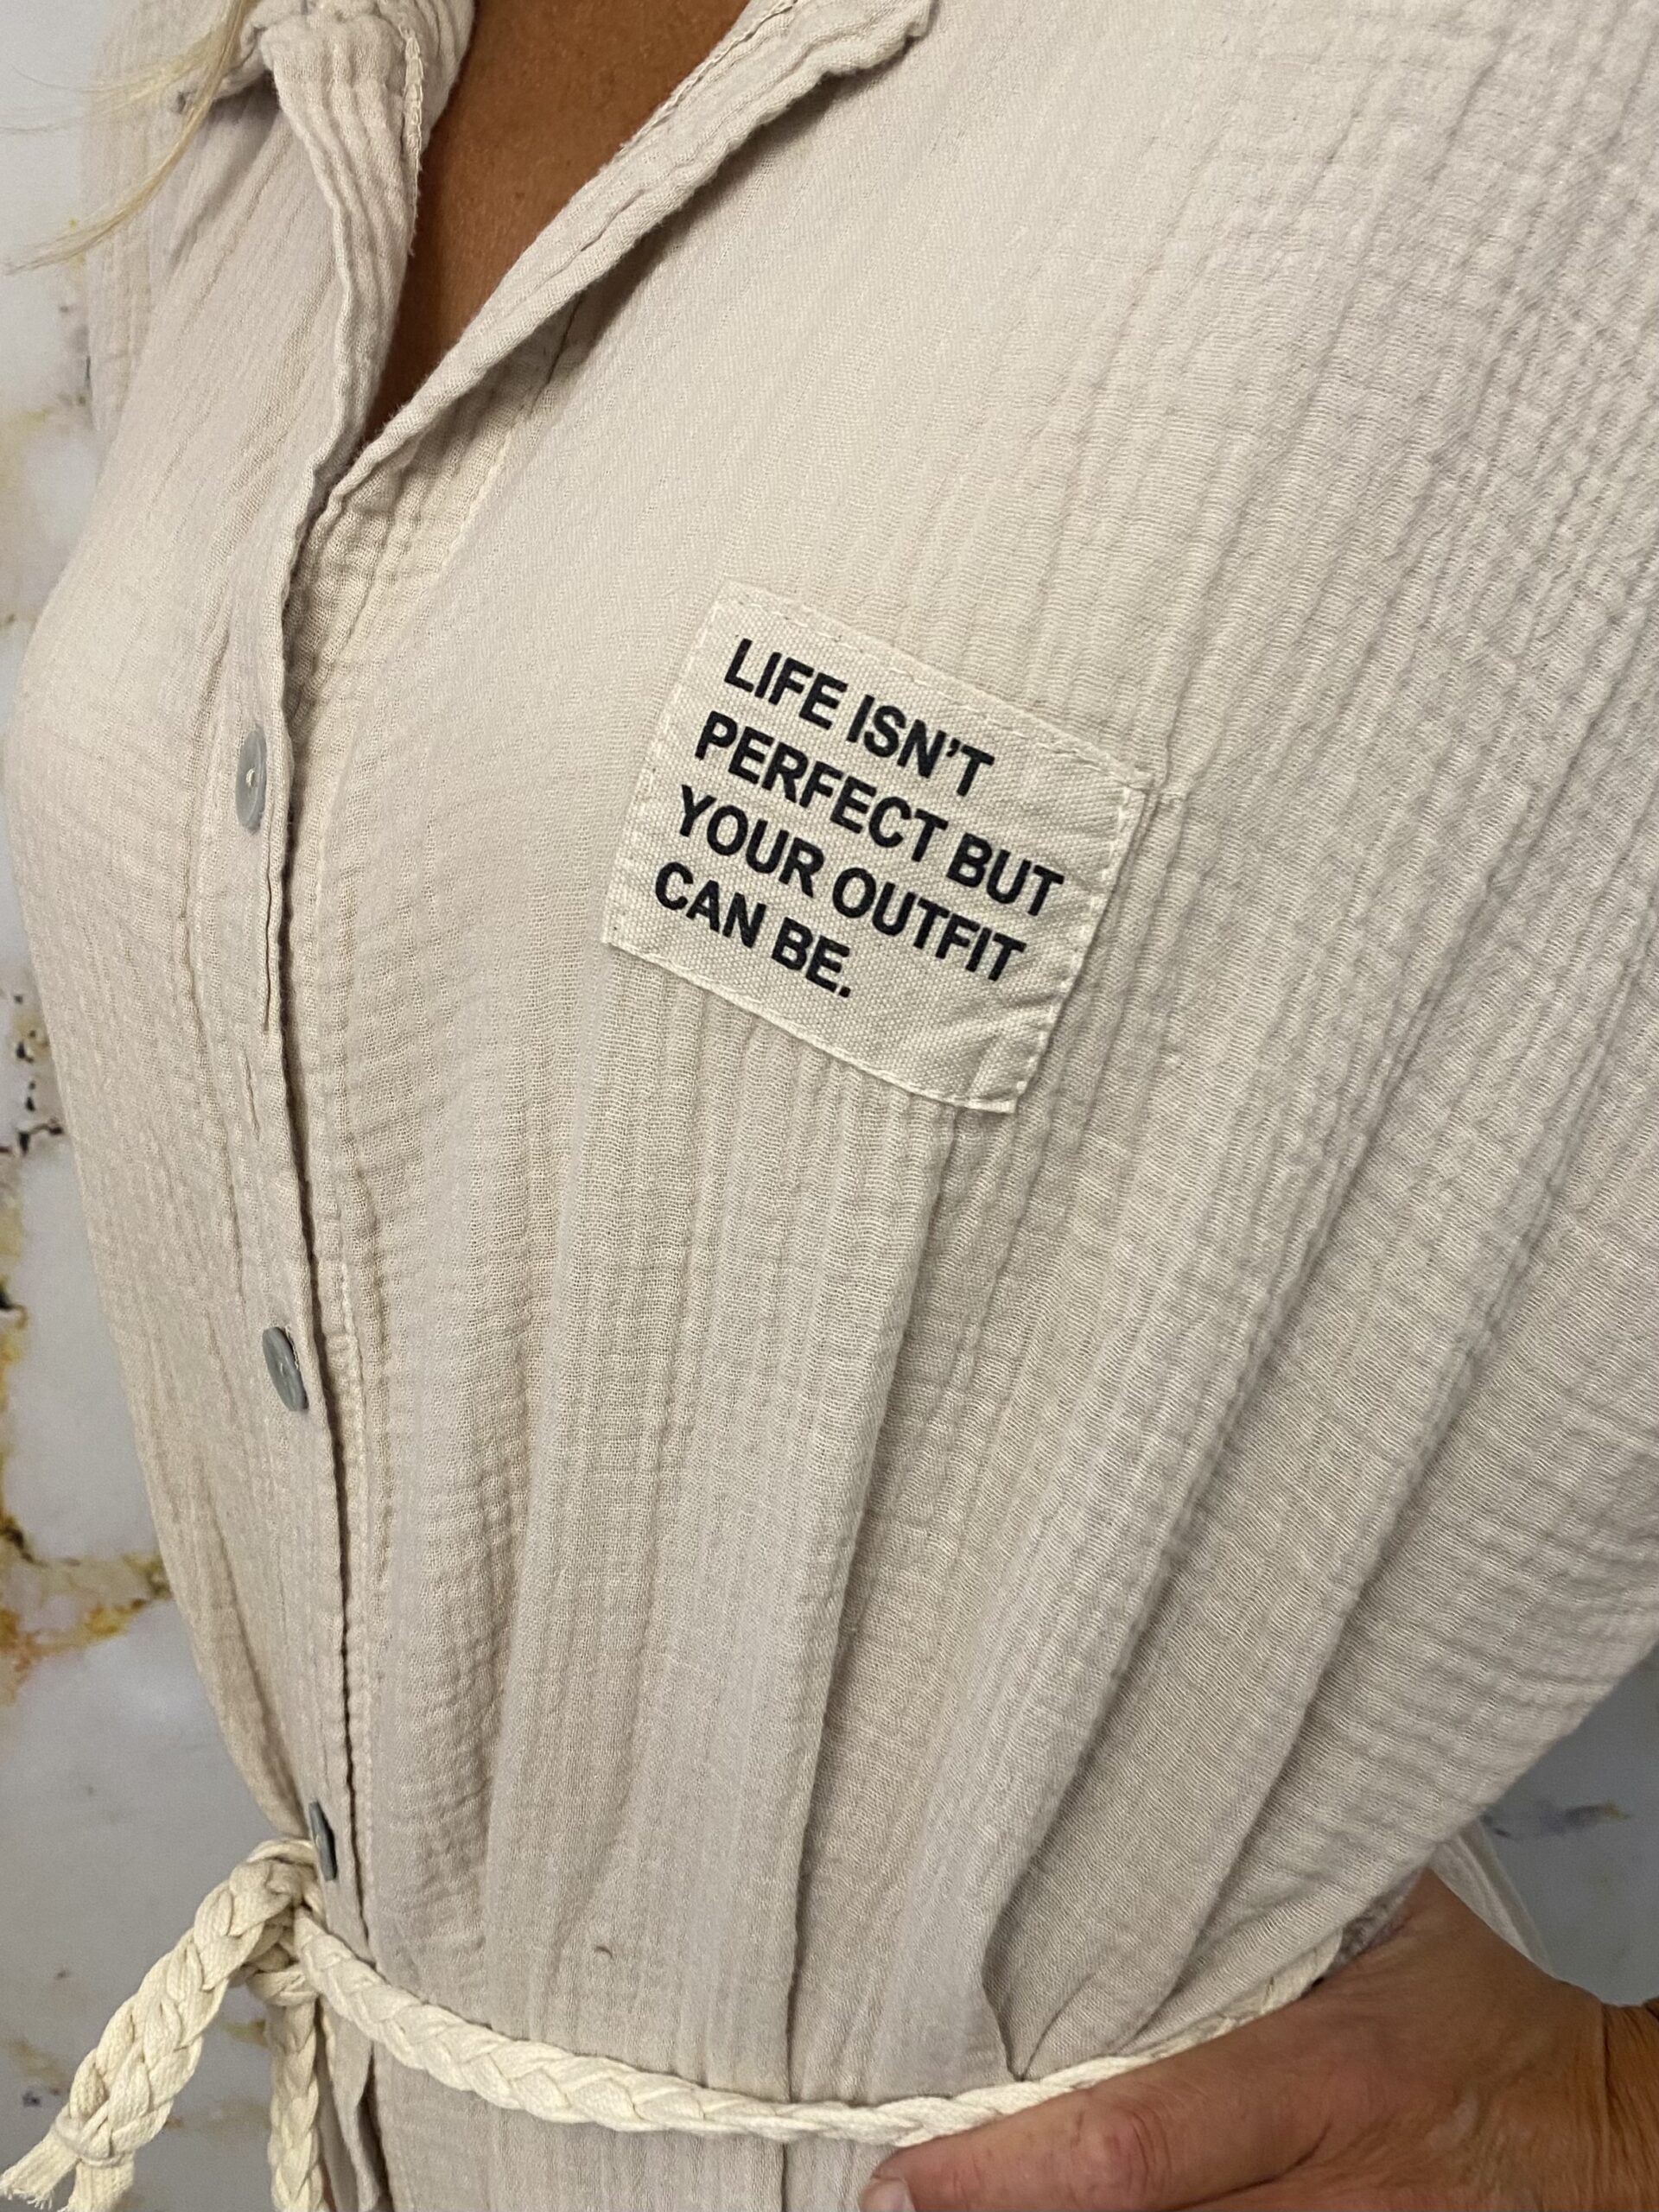 LIFE ISN'T
PERFECT BUT
YOUR OUTFIT
CAN BE.